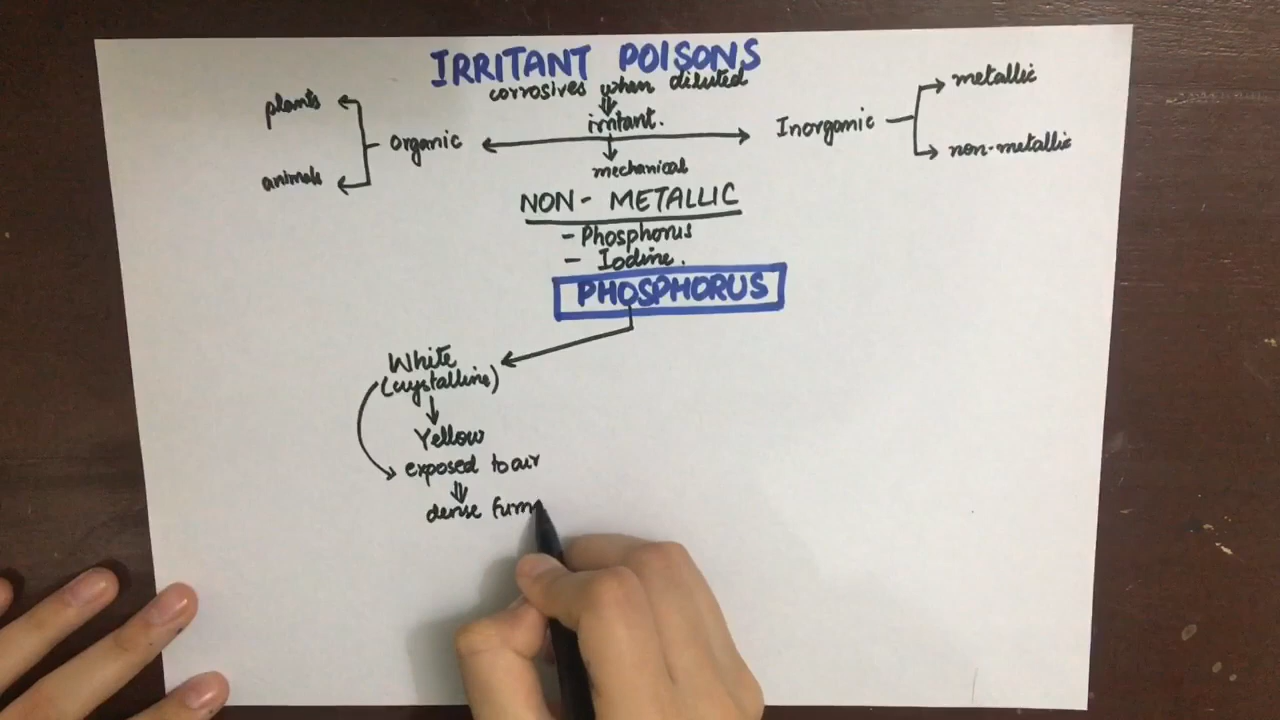 IRRITANT POISONS
corrosives when diluted
irritant.
plants
animals
Organic
Inorganic
metallic
non-metallic
mechanical
NON- METALLIC
- Phosphorus
- Iodine.
PHOSPHORUS
White
(crystalline)
Yellow
exposed to air
dense fum